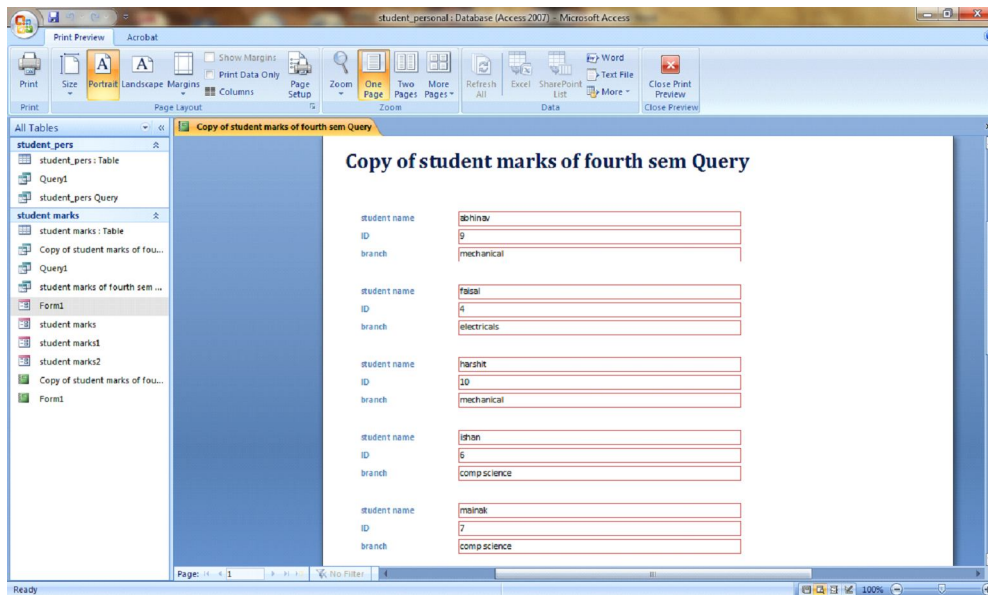 student_personal : Database (Access 2007) - Microsoft Access
Print Preview Acrobat
Print
Size Portrait Landscape Margins
Show Margins
Print Data Only
Columns
Page Setup
Zoom One Page Two Pages More Pages
Refresh All Excel SharePoint List
Word
Text File
More
Close Print Preview
Print Page Layout Zoom Data Close Preview
All Tables
student_pers
student_pers : Table
Query1
student_pers Query
student marks
student marks : Table
Copy of student marks of fou...
Query1
student marks of fourth sem ...
Form1
student marks
student marks1
student marks2
Copy of student marks of fou...
Form1
Copy of student marks of fourth sem Query
Copy of student marks of fourth sem Query
student name abhinav
ID 9
branch mechanical
student name faisal
ID 4
branch electricals
student name harshit
ID 10
branch mechanical
student name ishan
ID 6
branch comp science
student name mainak
ID 7
branch comp science
Page: 1 No Filter
Ready 100%